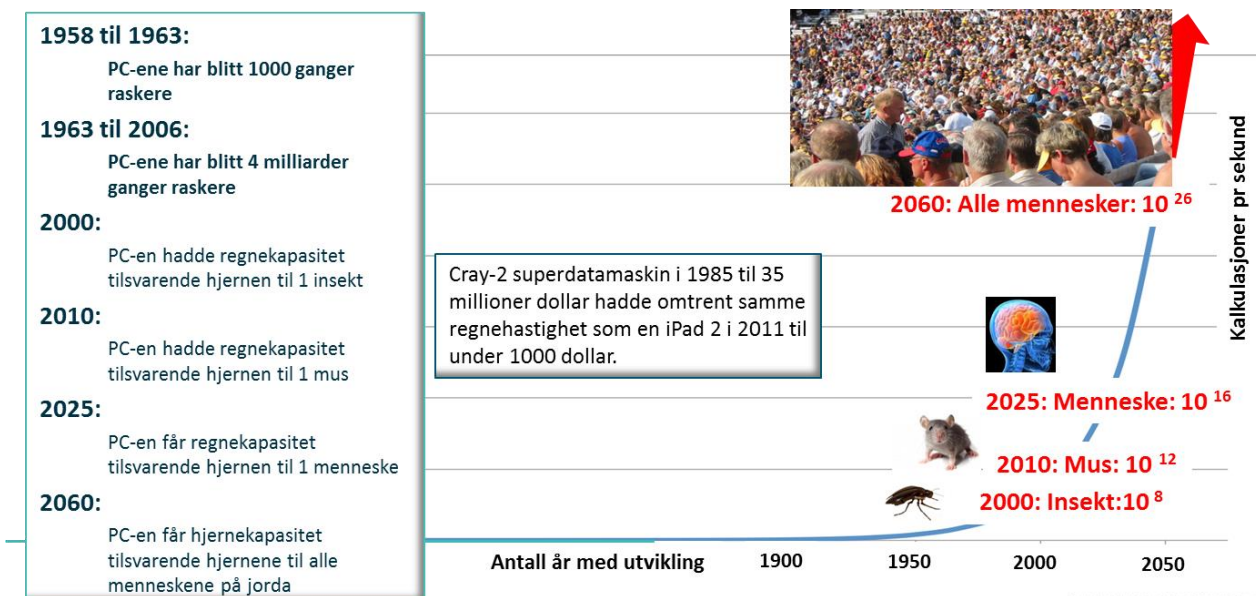 1958 til 1963:
PC-ene har blitt 1000 ganger
raskere
1963 til 2006:
PC-ene har blitt 4 milliarder
ganger raskere
2000:
PC-en hadde regnekapasitet
tilsvarende hjernen til 1 insekt
2010:
PC-en hadde regnekapasitet
tilsvarende hjernen til 1 mus
2025:
PC-en får regnekapasitet
tilsvarende hjernen til 1 menneske
2060:
PC-en får hjernekapasitet
tilsvarende hjernene til alle
menneskene på jorda
Cray-2 superdatamaskin i 1985 til 35
millioner dollar hadde omtrent samme
regnehastighet som en iPad 2 i 2011 til
under 1000 dollar.
2060: Alle mennesker: 10 26
2025: Menneske: 10 16
2010: Mus: 10 12
2000: Insekt:10 8
Kalkulasjoner pr sekund
Antall år med utvikling 1900 1950 2000 2050